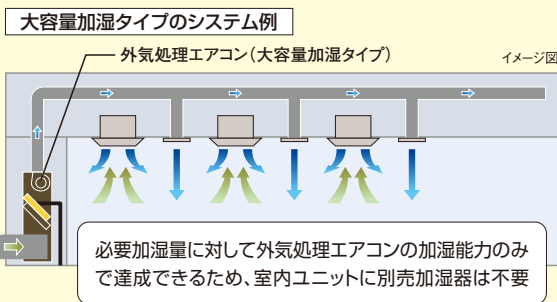 大容量加湿タイプのシステム例
外気処理エアコン(大容量加湿タイプ)
イメージ図
必要加湿量に対して外気処理エアコンの加湿能力のみ
で達成できるため、室内ユニットに別売加湿器は不要